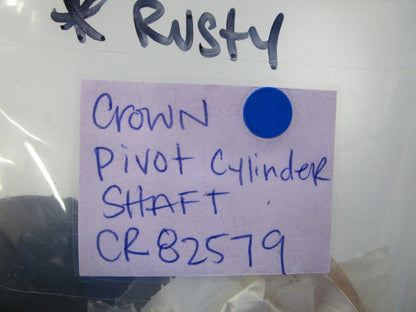 * Rusty
Crown
Pivot Cylinder
SHAFT
CR82579